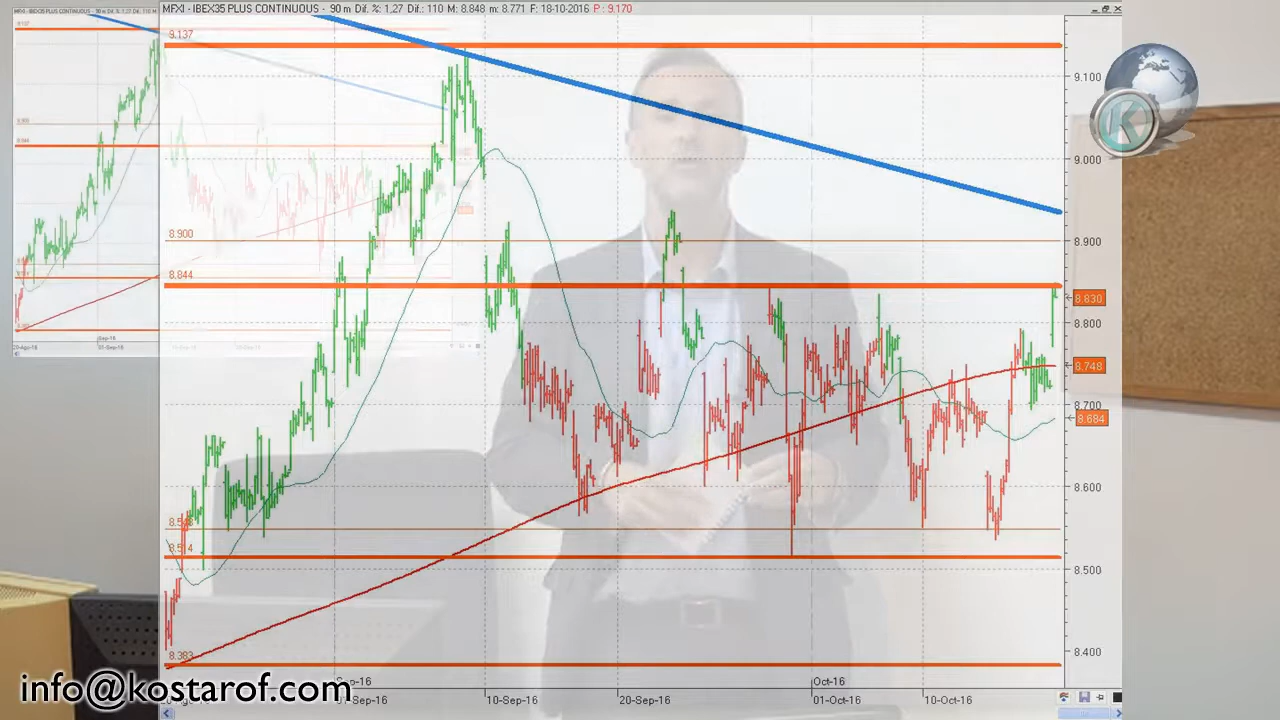 MFXI - IBEX35 PLUS CONTINUOUS - 90 m Dif. %: 1,27 Dif.: 110 M: 8.848 m: 8.771 F: 18-10-2016 P : 9.170
9.137
9.100
K
9.000
8.900
8.900
8.844
8.830
8.800
8.748
8.700
8.684
8.600
8.514
8.500
8.400
8.383
Oct-16
10-Sep-16
20-Sep-16
01-Oct-16
10-Oct-16
info@kostarof.com